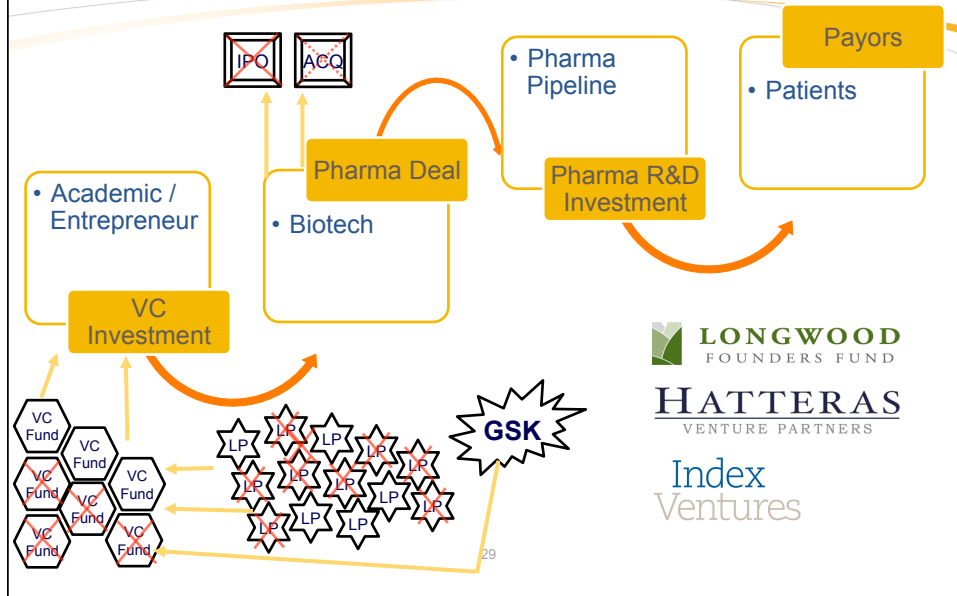 IPO
ACQ
• Academic /
Entrepreneur
VC
Investment
• Biotech
Pharma Deal
• Pharma
Pipeline
Pharma R&D
Investment
Payors
• Patients
VC
Fund
VC
Fund
VC
Fund
VC
Fund
VC
Fund
VC
Fund
VC
Fund
LP
LP
LP
LP
LP
LP
LP
LP
LP
LP
LP
LP
LP
GSK
LONGWOOD
FOUNDERS FUND
HATTERAS
VENTURE PARTNERS
Index
Ventures
29